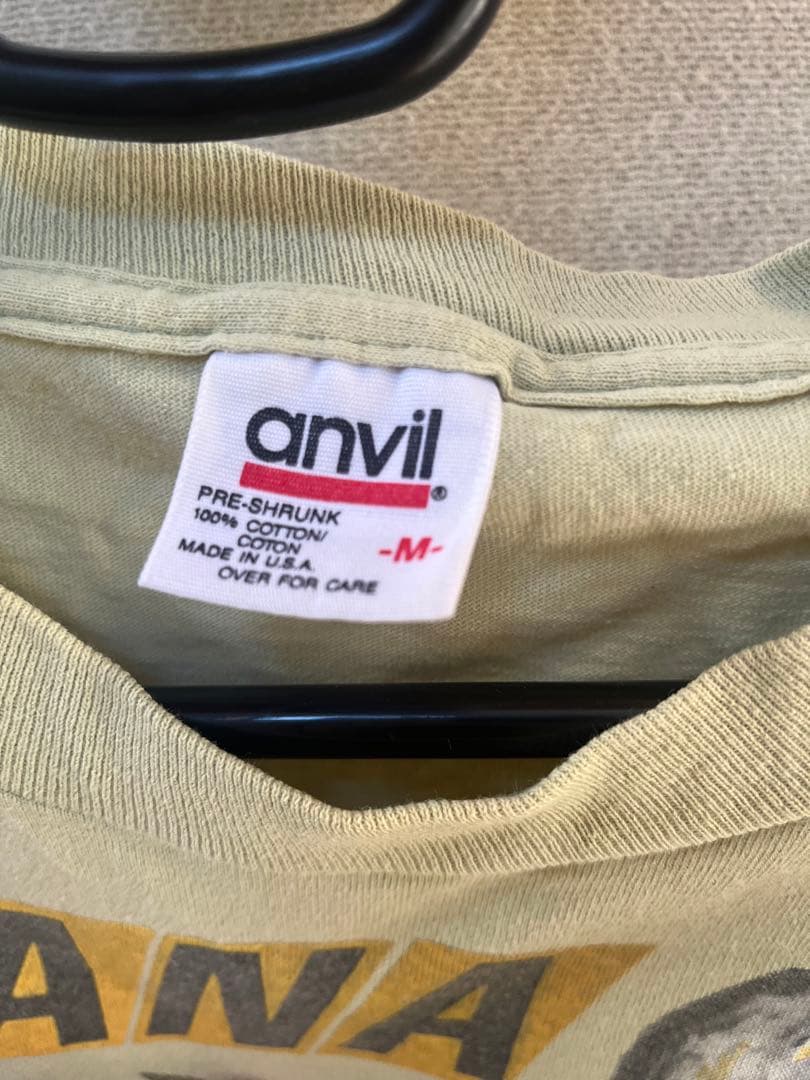 anvil®
PRE-SHRUNK
100% COTTON/
COTON
MADE IN U.S.A.
-M-
OVER FOR CARE
ANA